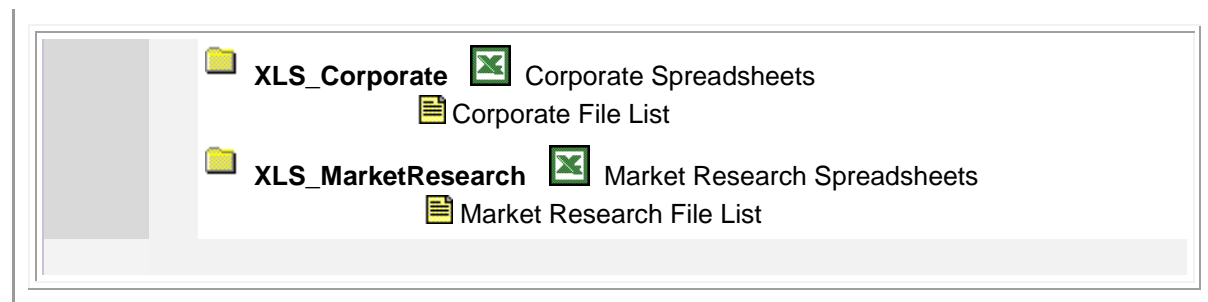 XLS_Corporate Corporate Spreadsheets
Corporate File List
XLS_MarketResearch Market Research Spreadsheets
Market Research File List